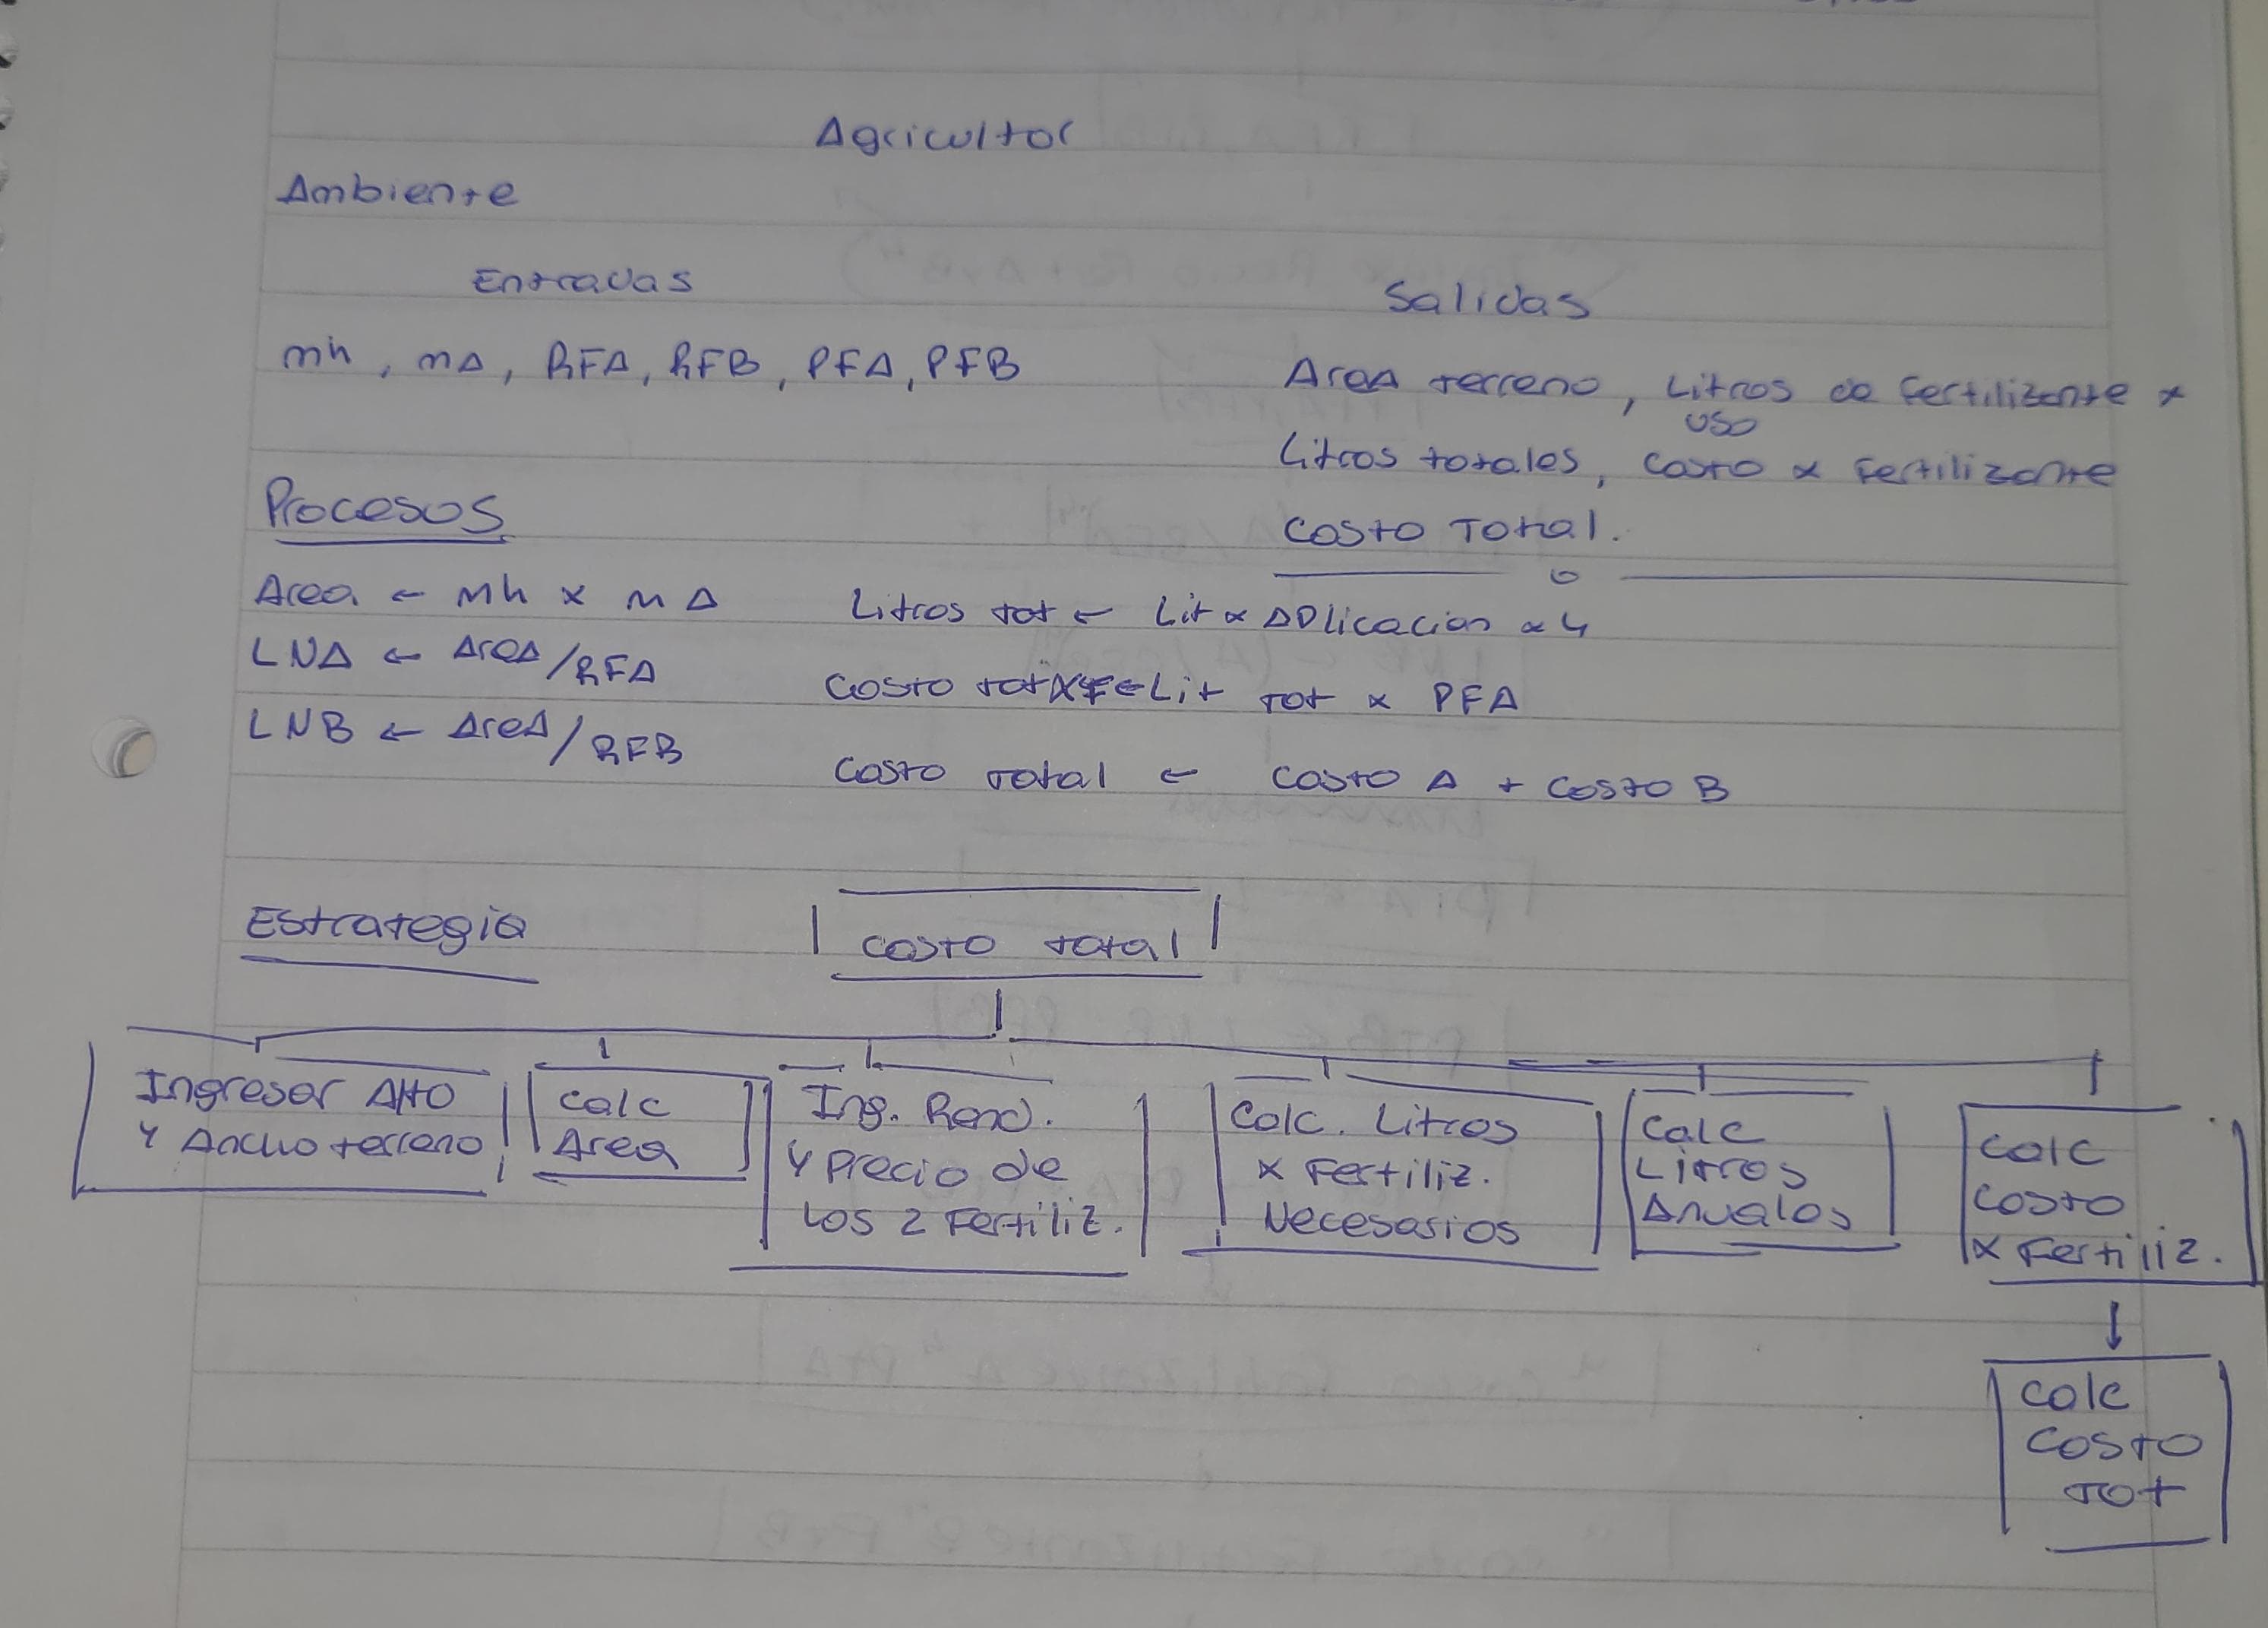 Agricultor
Ambiente
Entradas
mh, mA, RFA, RFB, PFA, PFB
Salidas
Area terreno, Litros de fertilizante x
uso
Litros totales, Costo x Fertilizante
Costo Total.
Procesos
Area ← mh x mA
LNA ← Area/RFA
LNB ← Area/RFB
Litros tot ← Lit x Aplicacion x 4
Costo tot x F ← Lit tot x PFA
Costo total ← Costo A + Costo B
Estrategia
Costo total
Ingresar Alto
y Ancho terreno
Calc
Area
Ing. Rend.
y Precio de
Los 2 Fertiliz.
Calc. Litros
x Fertiliz.
Necesarios
Calc
Litros
Anuales
Calc
Costo
x Fertiliz.
Calc
Costo
Tot